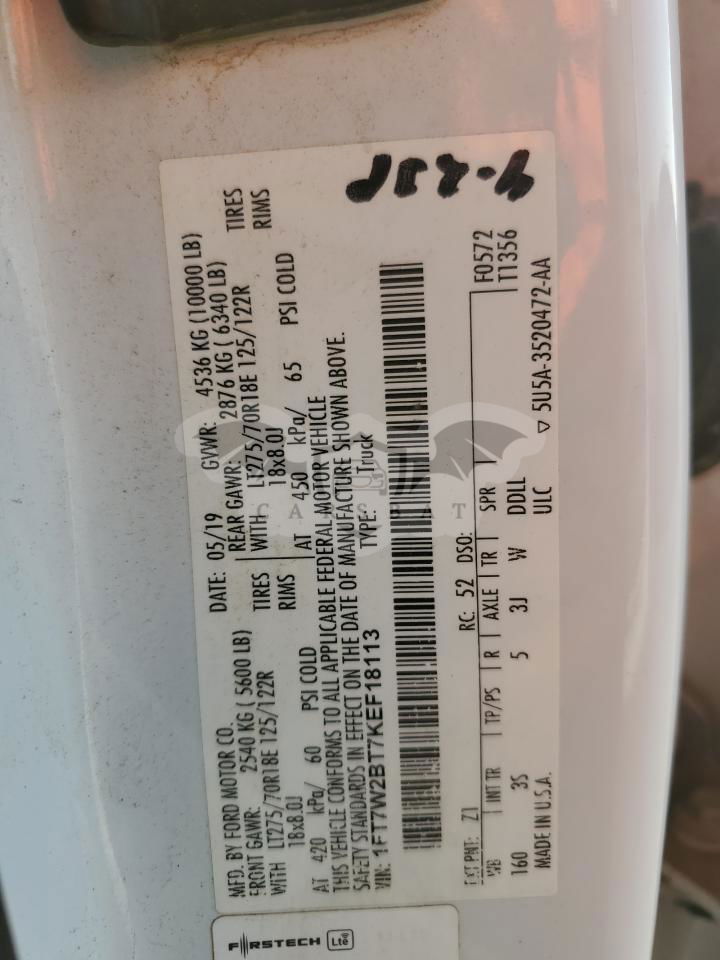 MFD. BY FORD MOTOR CO.
DATE: 05/19 GVWR: 4536 KG (10000 LB)
FRONT GAWR: 2540 KG ( 5600 LB) REAR GAWR: 2876 KG ( 6340 LB)
WITH LT275/70R18E 125/122R TIRES WITH LT275/70R18E 125/122R TIRES
18x8.0J RIMS 18x8.0J RIMS
AT 420 kPa/ 60 PSI COLD AT 450 kPa/ 65 PSI COLD
THIS VEHICLE CONFORMS TO ALL APPLICABLE FEDERAL MOTOR VEHICLE
SAFETY STANDARDS IN EFFECT ON THE DATE OF MANUFACTURE SHOWN ABOVE.
VIN: 1FT7W2BT7KEF18113 TYPE: Truck
EXT PNT: Z1 RC: 52 DSO: F0572
WB INT TR TP/PS R AXLE TR SPR T1356
160 3S 5 3J W DDLL
MADE IN U.S.A. ULC ▽ 5U5A-3520472-AA
FIRSTECH Ltd
CARSBAT